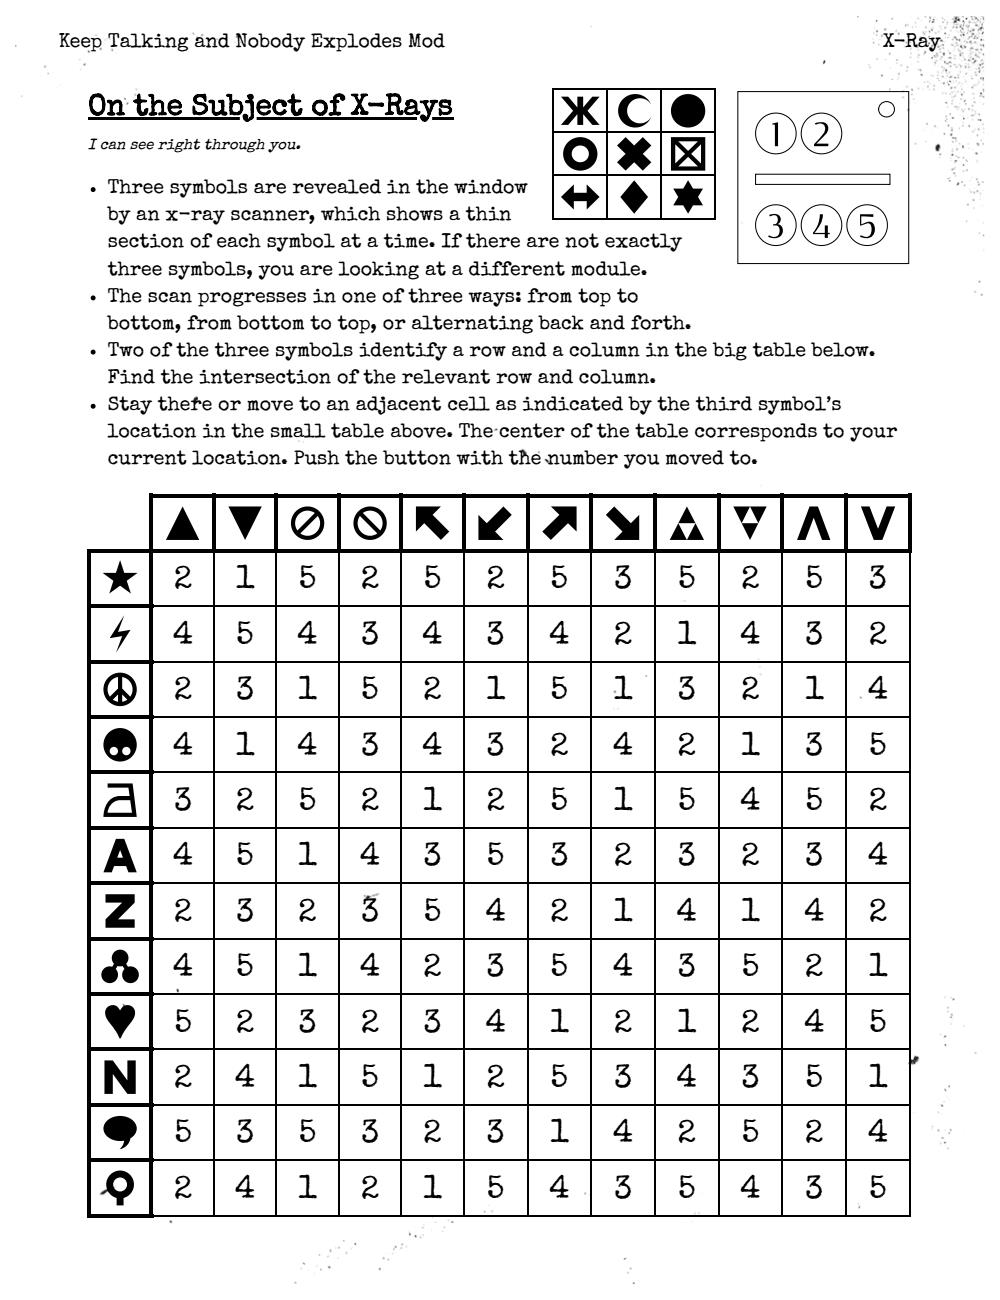 Keep Talking and Nobody Explodes Mod
X-Ray
On the Subject of X-Rays
I can see right through you.
• Three symbols are revealed in the window
by an x-ray scanner, which shows a thin
section of each symbol at a time. If there are not exactly
three symbols, you are looking at a different module.
• The scan progresses in one of three ways: from top to
bottom, from bottom to top, or alternating back and forth.
• Two of the three symbols identify a row and a column in the big table below.
Find the intersection of the relevant row and column.
• Stay there or move to an adjacent cell as indicated by the third symbol's
location in the small table above. The center of the table corresponds to your
current location. Push the button with the number you moved to.
1 2
3 4 5
2 1 5 2 5 2 5 3 5 2 5 3
4 5 4 3 4 3 4 2 1 4 3 2
2 3 1 5 2 1 5 1 3 2 1 4
4 1 4 3 4 3 2 4 2 1 3 5
3 2 5 2 1 2 5 1 5 4 5 2
A 4 5 1 4 3 5 3 2 3 2 3 4
Z 2 3 2 3 5 4 2 1 4 1 4 2
4 5 1 4 2 3 5 4 3 5 2 1
5 2 3 2 3 4 1 2 1 2 4 5
N 2 4 1 5 1 2 5 3 4 3 5 1
5 3 5 3 2 3 1 4 2 5 2 4
2 4 1 2 1 5 4 3 5 4 3 5